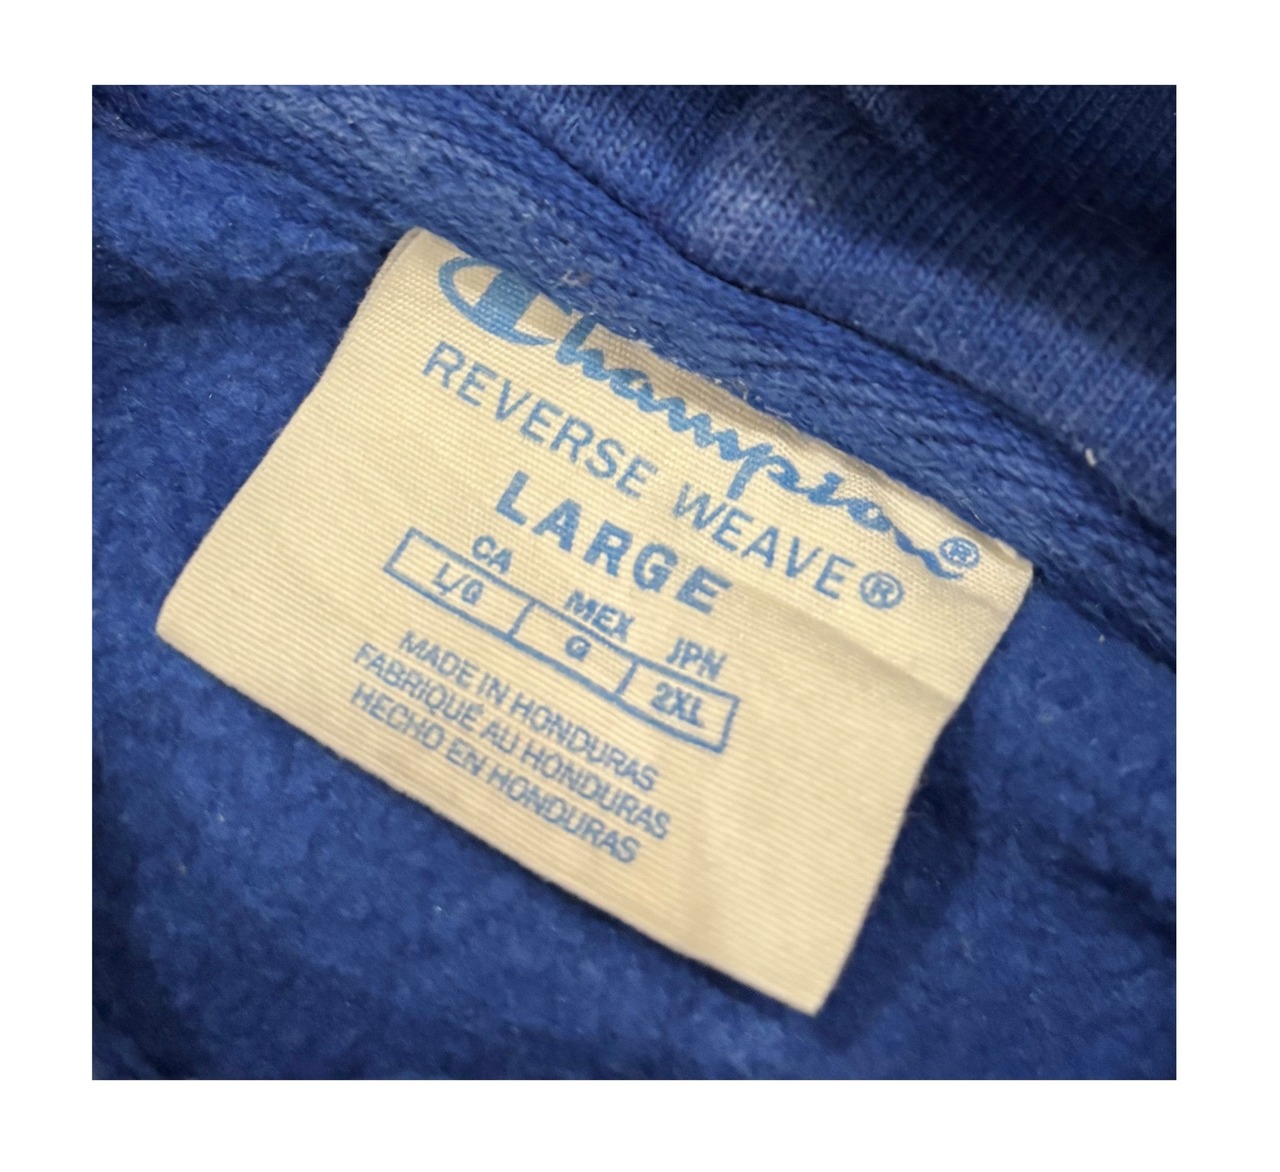 Champion®
REVERSE WEAVE®
LARGE
CA MEX JPN
L/G G 2XL
MADE IN HONDURAS
FABRIQUÉ AU HONDURAS
HECHO EN HONDURAS